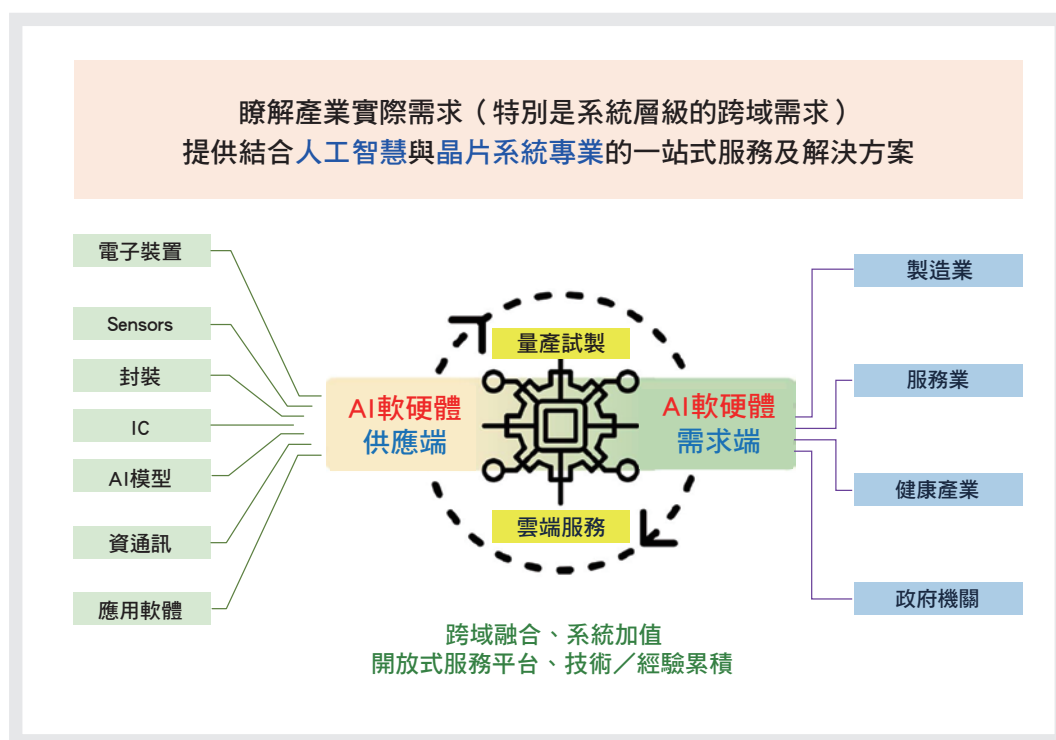 瞭解產業實際需求（特別是系統層級的跨域需求）
提供結合人工智慧與晶片系統專業的一站式服務及解決方案
電子裝置
Sensors
封裝
IC
AI模型
資通訊
應用軟體
AI軟硬體
供應端
量產試製
雲端服務
AI軟硬體
需求端
製造業
服務業
健康產業
政府機關
跨域融合、系統加值
開放式服務平台、技術／經驗累積